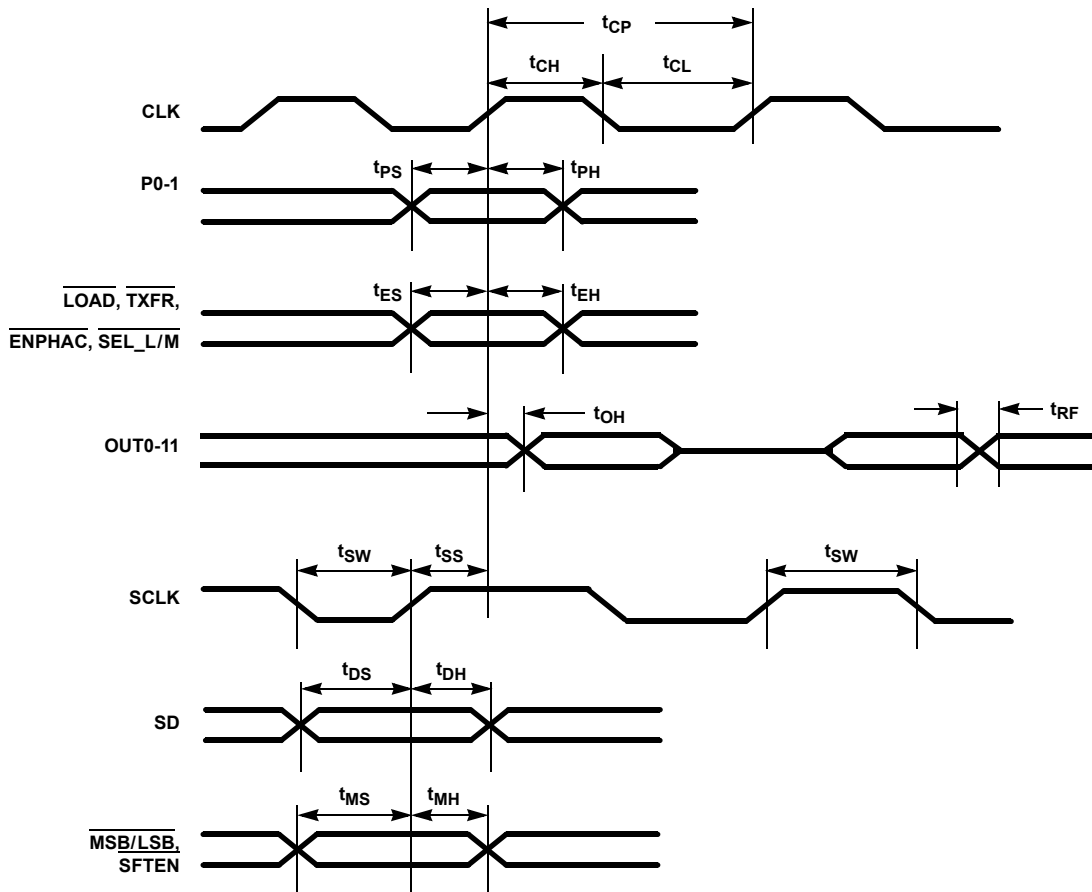 tCP
tCH
tCL
CLK
tPS
tPH
P0-1
tES
tEH
LOAD, TXFR,
ENPHAC, SEL_L/M
tOH
tRF
OUT0-11
tSW
tSS
tSW
SCLK
tDS
tDH
SD
tMS
tMH
MSB/LSB,
SFTEN